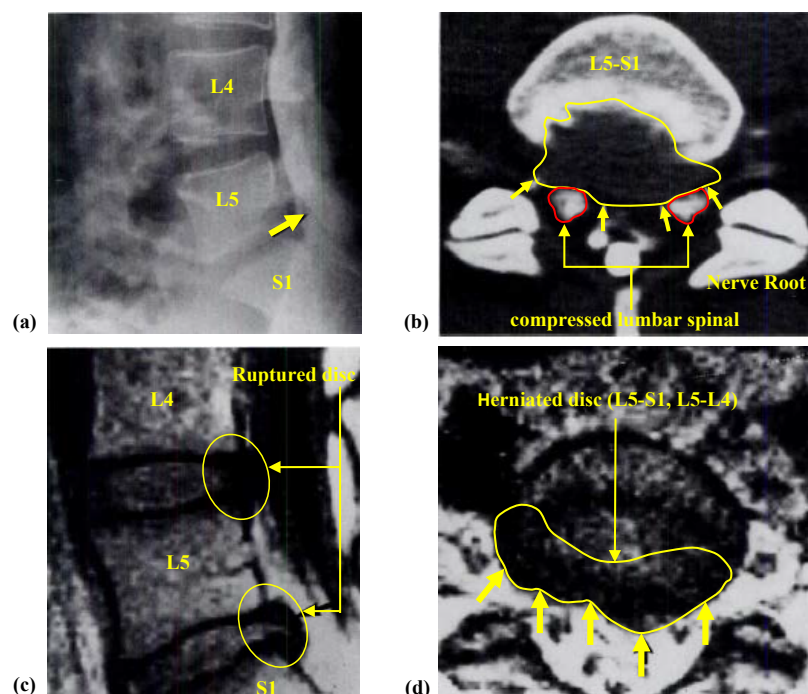 L4
L5
S1
(a)
L5-S1
Nerve Root
compressed lumbar spinal
(b)
Ruptured disc
L4
L5
S1
(c)
Herniated disc (L5-S1, L5-L4)
(d)